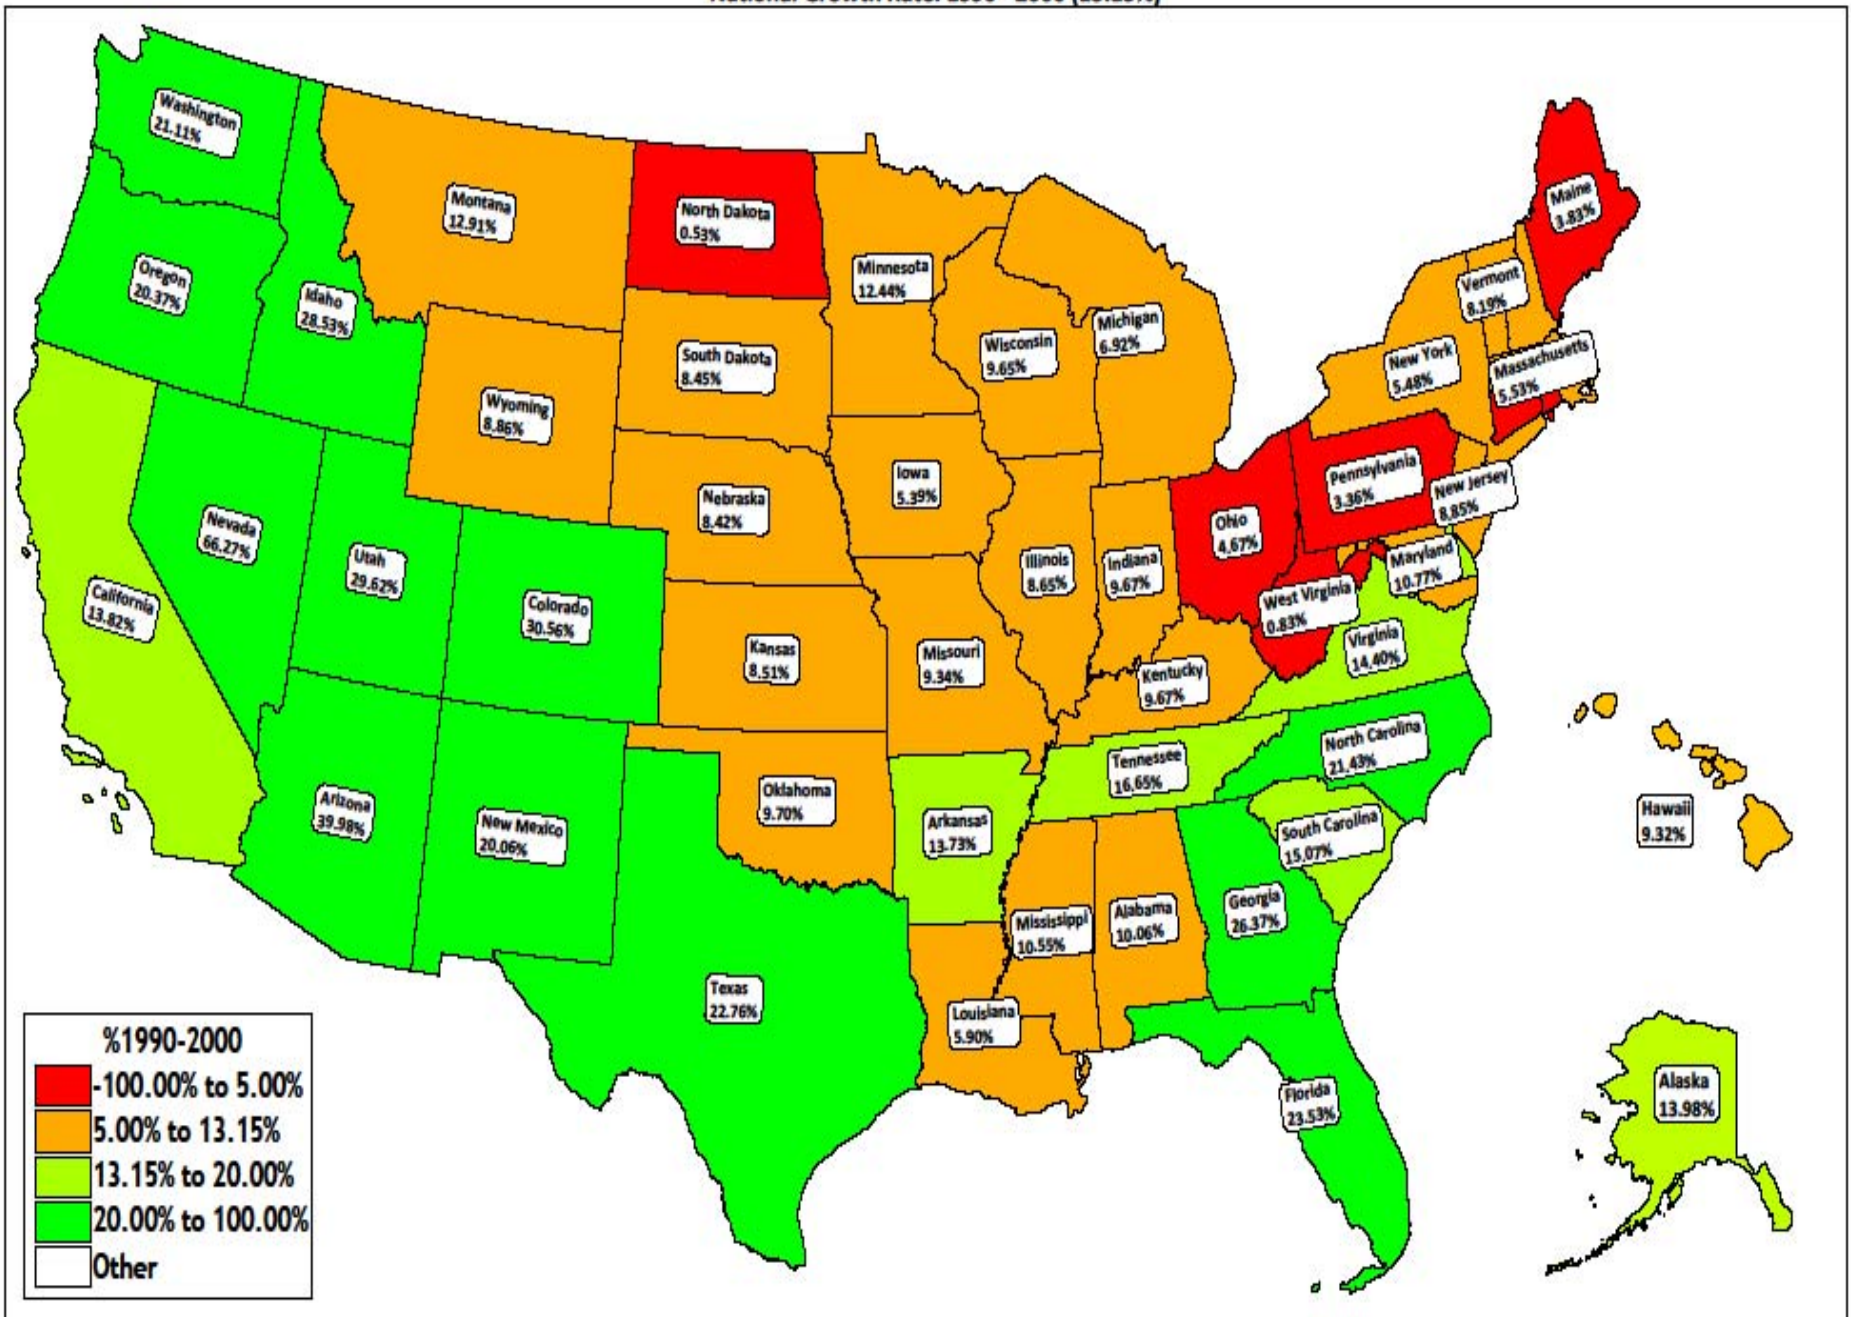 Washington
21.11%
Montana
12.91%
North Dakota
0.53%
Maine
3.83%
Oregon
20.37%
Idaho
28.53%
Minnesota
12.44%
Vermont
8.19%
Wisconsin
9.65%
Michigan
6.92%
South Dakota
8.45%
New York
5.48%
Massachusetts
5.53%
Wyoming
8.86%
Iowa
5.39%
Pennsylvania
3.36%
Nebraska
8.42%
New Jersey
8.85%
Nevada
66.27%
Ohio
4.67%
Utah
29.62%
Illinois
8.65%
Indiana
9.67%
Maryland
10.77%
California
13.82%
Colorado
30.56%
West Virginia
0.83%
Kansas
8.51%
Missouri
9.34%
Virginia
14.40%
Kentucky
9.67%
North Carolina
21.43%
Tennessee
16.65%
Arizona
39.98%
New Mexico
20.06%
Oklahoma
9.70%
Arkansas
13.73%
South Carolina
15.07%
Hawaii
9.32%
Mississippi
10.55%
Alabama
10.06%
Georgia
26.37%
Texas
22.76%
Louisiana
5.90%
Florida
23.53%
Alaska
13.98%
%1990-2000
-100.00% to 5.00%
5.00% to 13.15%
13.15% to 20.00%
20.00% to 100.00%
Other